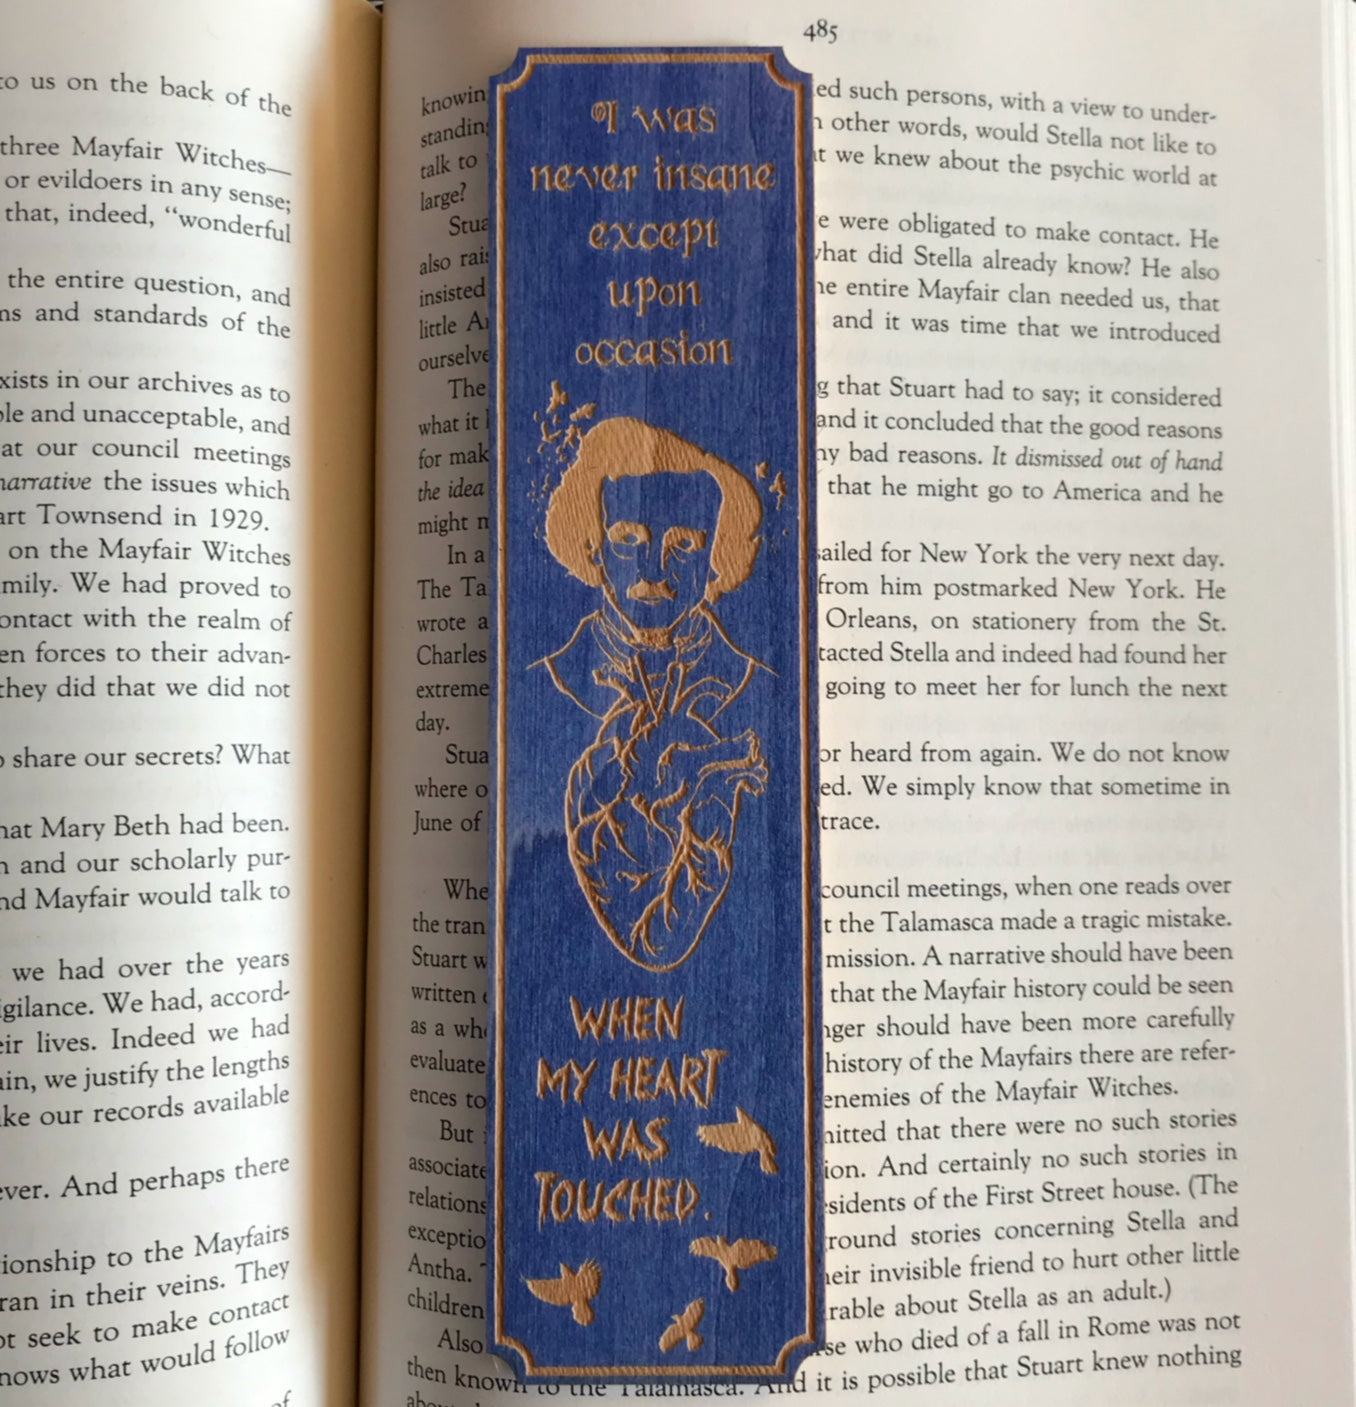 to us on the back of the
three Mayfair Witches—
or evildoers in any sense;
that, indeed, “wonderful
the entire question, and
ns and standards of the
xists in our archives as to
ble and unacceptable, and
at our council meetings
narrative the issues which
art Townsend in 1929.
on the Mayfair Witches
mily. We had proved to
ontact with the realm of
en forces to their advan-
they did that we did not
o share our secrets? What
hat Mary Beth had been.
n and our scholarly pur-
nd Mayfair would talk to
we had over the years
igilance. We had, accord-
eir lives. Indeed we had
ain, we justify the lengths
ke our records available
ever. And perhaps there
ionship to the Mayfairs
ran in their veins. They
ot seek to make contact
nows what would follow
of
485
knowin ed such persons, with a view to under-
standing n other words, would Stella not like to
talk to at we knew about the psychic world at
large?
Stua e were obligated to make contact. He
also rais what did Stella already know? He also
insisted he entire Mayfair clan needed us, that
little A and it was time that we introduced
ourselve
The g that Stuart had to say; it considered
what it and it concluded that the good reasons
for mak ny bad reasons. It dismissed out of hand
the idea that he might go to America and he
might n
In a sailed for New York the very next day.
The Ta from him postmarked New York. He
wrote a Orleans, on stationery from the St.
Charles tacted Stella and indeed had found her
extreme going to meet her for lunch the next
day.
Stua or heard from again. We do not know
where o ed. We simply know that sometime in
June of trace.
Whe council meetings, when one reads over
the tran t the Talamasca made a tragic mistake.
Stuart w mission. A narrative should have been
written that the Mayfair history could be seen
as a wh nger should have been more carefully
evaluate history of the Mayfairs there are refer-
ences to enemies of the Mayfair Witches.
But mitted that there were no such stories
associate ion. And certainly no such stories in
relations esidents of the First Street house. (The
exceptio round stories concerning Stella and
Antha. heir invisible friend to hurt other little
children rable about Stella as an adult.)
Also se who died of a fall in Rome was not
then known to the Talamasca. And it is possible that Stuart knew nothing
I was
never insane
except
upon
occasion
WHEN
MY HEART
WAS
TOUCHED.